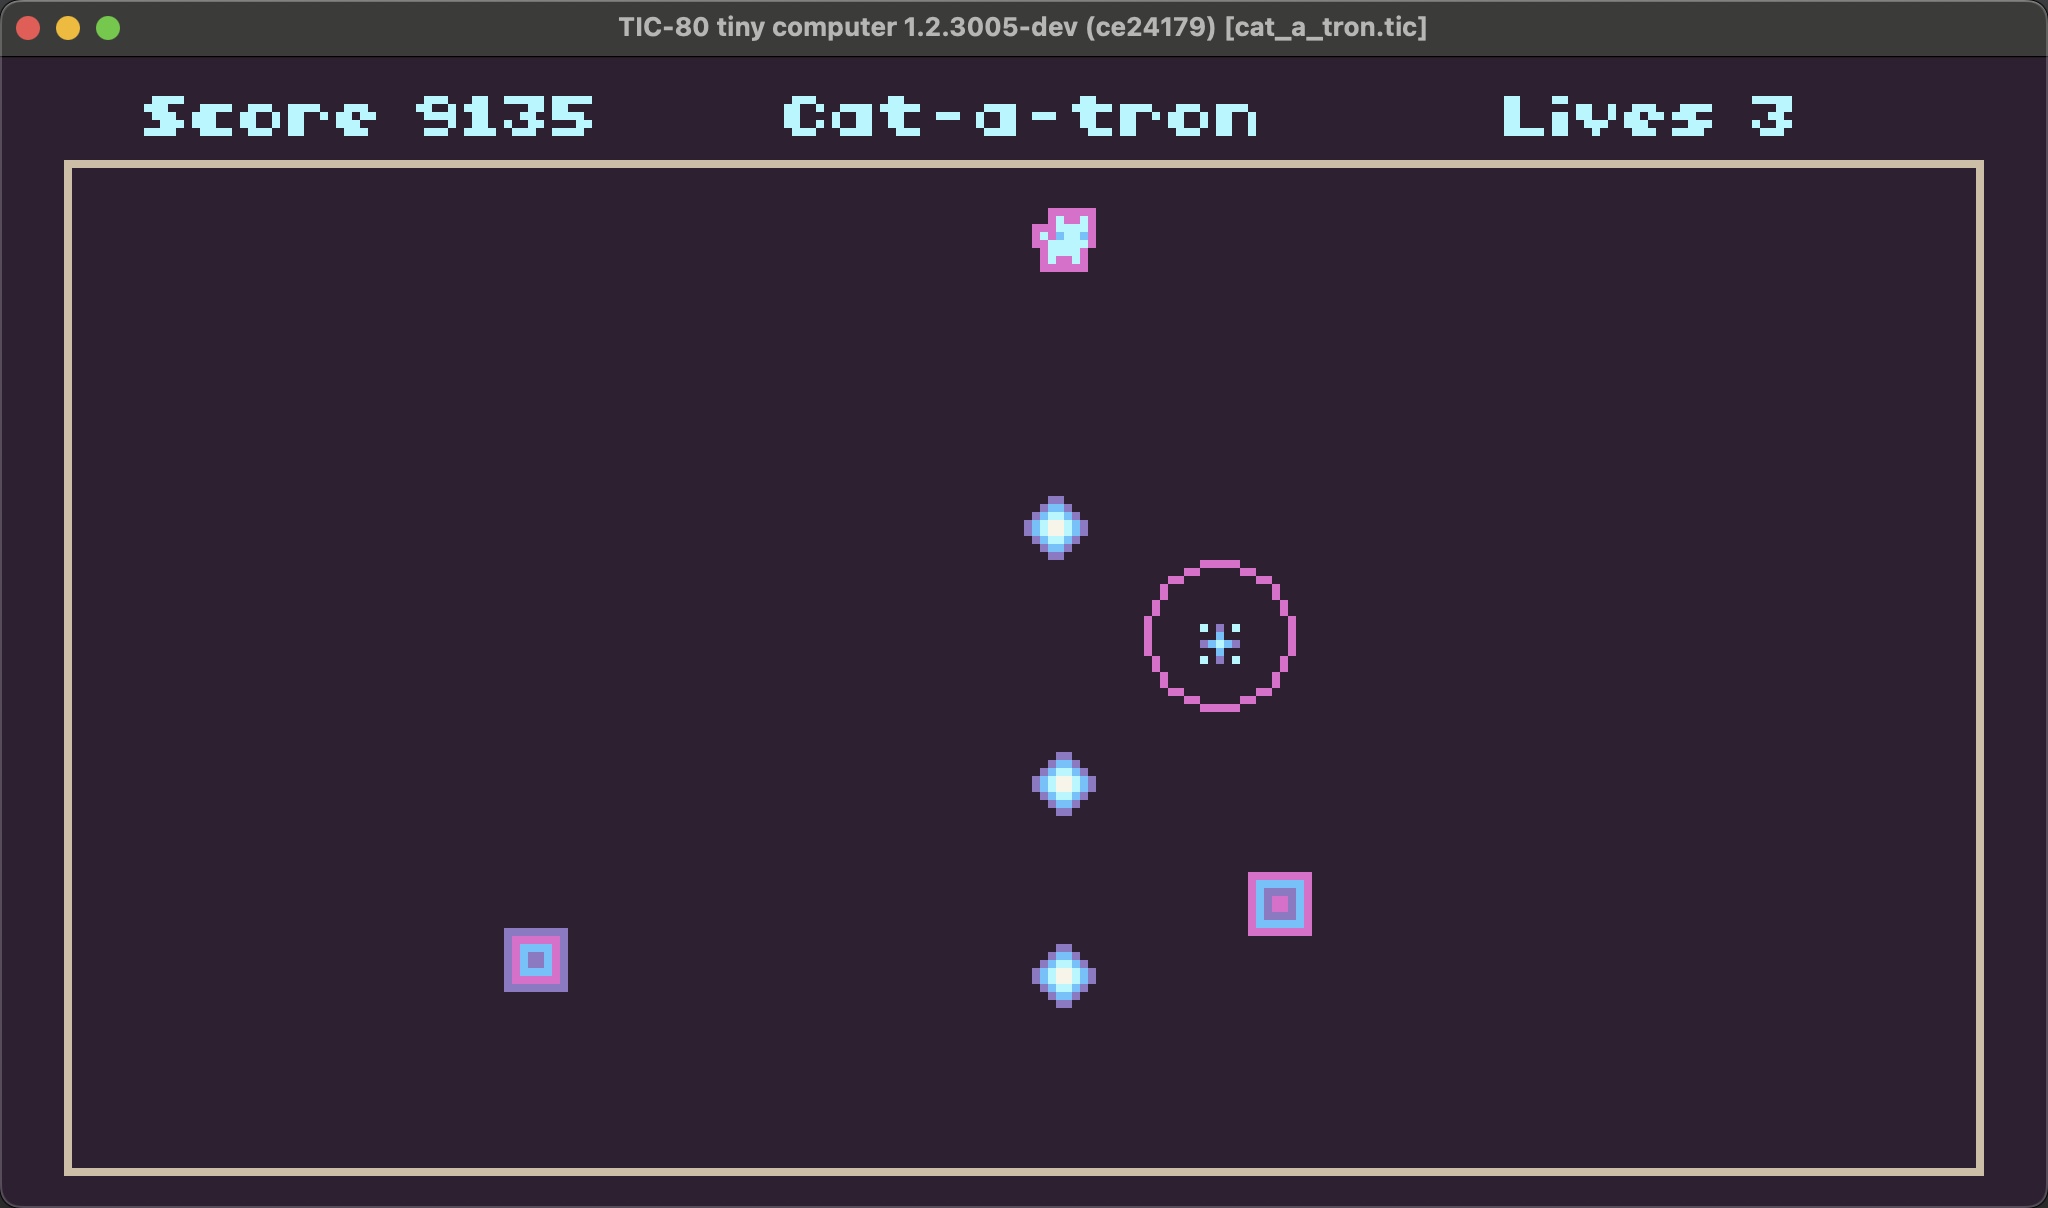 TIC-80 tiny computer 1.2.3005-dev (ce24179) [cat_a_tron.tic]
Score 9135 Cat-a-tron Lives 3